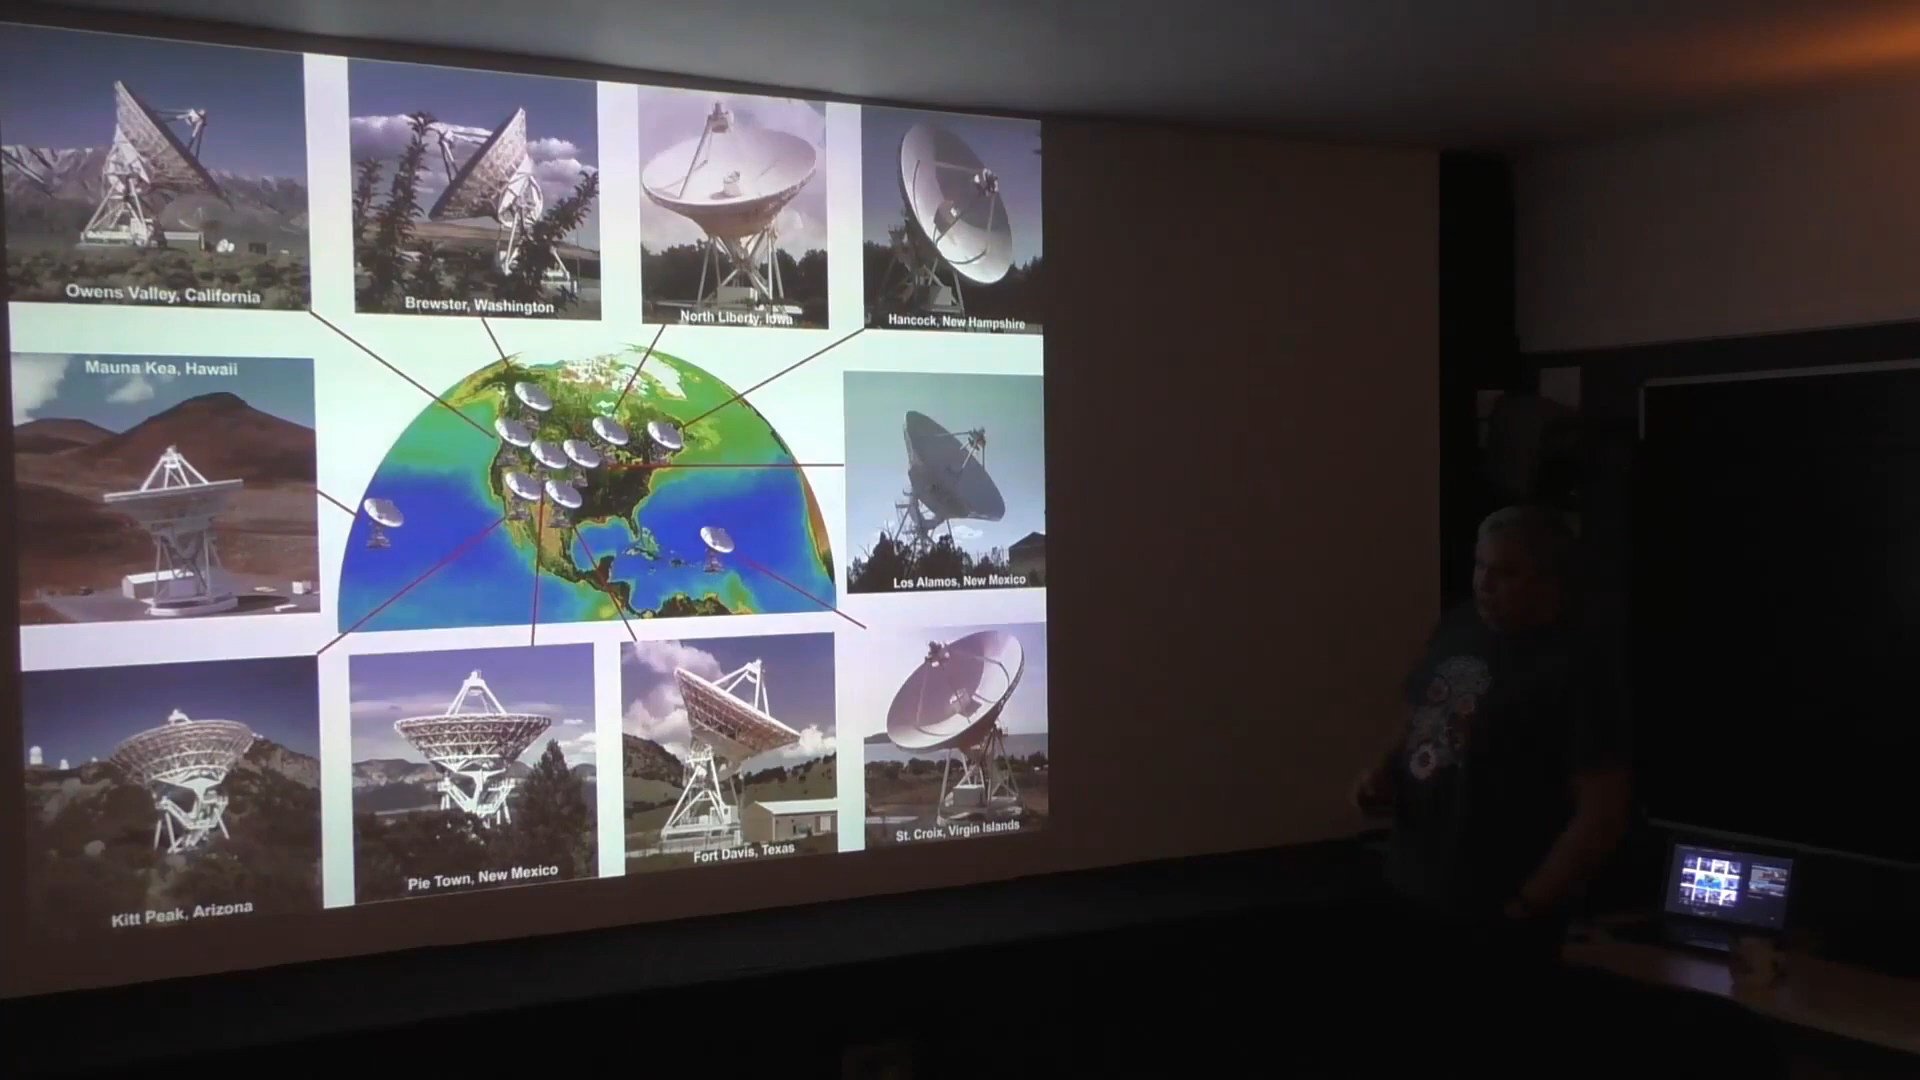 Owens Valley, California
Brewster, Washington
North Liberty, Iowa
Hancock, New Hampshire
Mauna Kea, Hawaii
Los Alamos, New Mexico
Kitt Peak, Arizona
Pie Town, New Mexico
Fort Davis, Texas
St. Croix, Virgin Islands